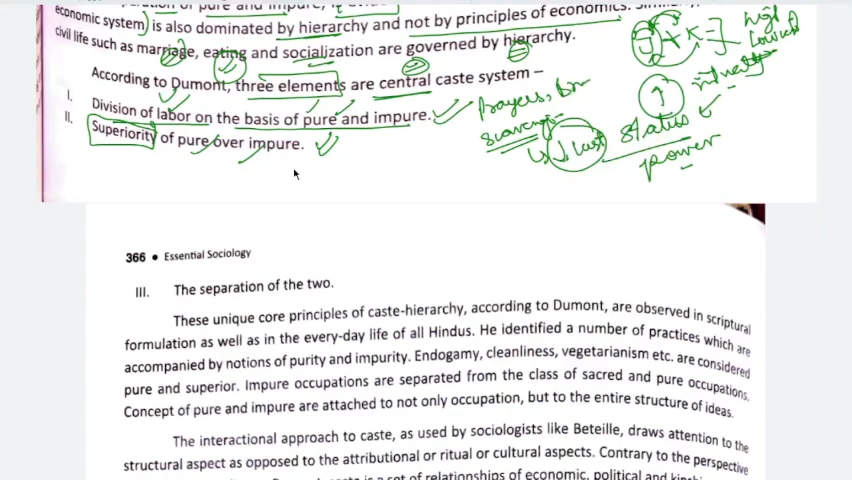 economic system) is also dominated by hierarchy and not by principles of economics.
civil life such as marriage, eating and socialization are governed by hierarchy.
According to Dumont, three elements are central caste system –
I. Division of labor on the basis of pure and impure.
II. Superiority of pure over impure.
J
K
status
power
366 • Essential Sociology
III. The separation of the two.
These unique core principles of caste-hierarchy, according to Dumont, are observed in scriptural
formulation as well as in the every-day life of all Hindus. He identified a number of practices which are
accompanied by notions of purity and impurity. Endogamy, cleanliness, vegetarianism etc. are considered
pure and superior. Impure occupations are separated from the class of sacred and pure occupations.
Concept of pure and impure are attached to not only occupation, but to the entire structure of ideas.
The interactional approach to caste, as used by sociologists like Beteille, draws attention to the
structural aspect as opposed to the attributional or ritual or cultural aspects. Contrary to the perspective
caste is a set of relationships of economic, political and